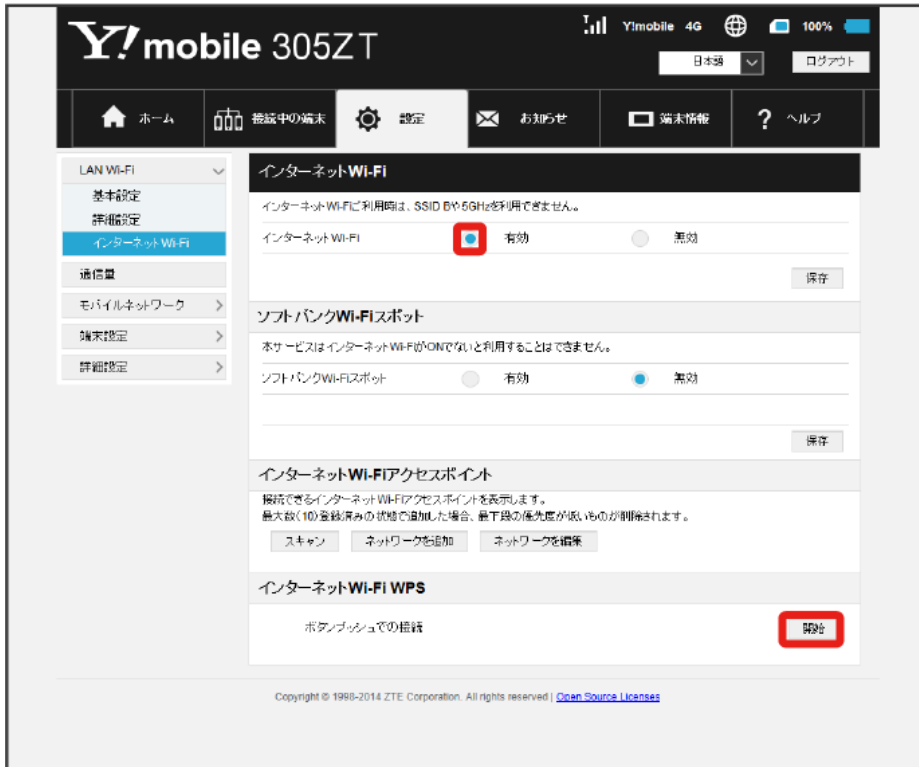 Y! mobile 305ZT
Y!mobile 4G 100%
日本語 ログアウト
ホーム 接続中の端末 設定 お知らせ 端末情報 ? ヘルプ
LAN Wi-Fi
基本設定
詳細設定
インターネットWi-Fi
通信量
モバイルネットワーク
端末設定
詳細設定
インターネットWi-Fi
インターネットWi-Fiご利用時は、SSID Bや5GHzを利用できません。
インターネットWi-Fi 有効 無効
保存
ソフトバンクWi-Fiスポット
本サービスはインターネットWi-FiがONでないと利用することはできません。
ソフトバンクWi-Fiスポット 有効 無効
保存
インターネットWi-Fiアクセスポイント
接続できるインターネットWi-Fiアクセスポイントを表示します。
最大数(10)登録済みの状態で追加した場合、最下段の優先度が低いものが削除されます。
スキャン ネットワークを追加 ネットワークを編集
インターネットWi-Fi WPS
ボタンプッシュでの接続 開始
Copyright © 1998-2014 ZTE Corporation. All rights reserved | Open Source Licenses